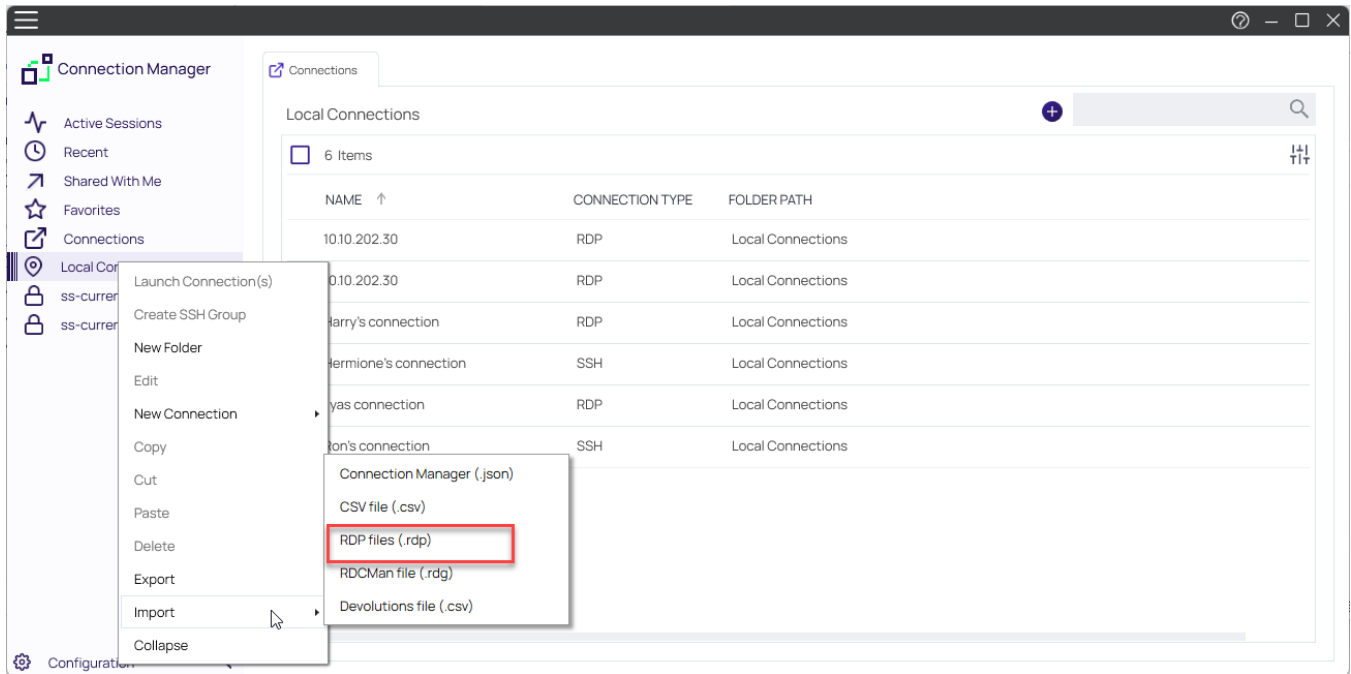 Connection Manager
Active Sessions
Recent
Shared With Me
Favorites
Connections
Local Cor
ss-currer
ss-currer
Configuration
Connections
Local Connections
6 Items
NAME CONNECTION TYPE FOLDER PATH
10.10.202.30 RDP Local Connections
0.10.202.30 RDP Local Connections
Harry's connection RDP Local Connections
Hermione's connection SSH Local Connections
yas connection RDP Local Connections
Ron's connection SSH Local Connections
Launch Connection(s)
Create SSH Group
New Folder
Edit
New Connection
Copy
Cut
Paste
Delete
Export
Import
Collapse
Connection Manager (.json)
CSV file (.csv)
RDP files (.rdp)
RDCMan file (.rdg)
Devolutions file (.csv)